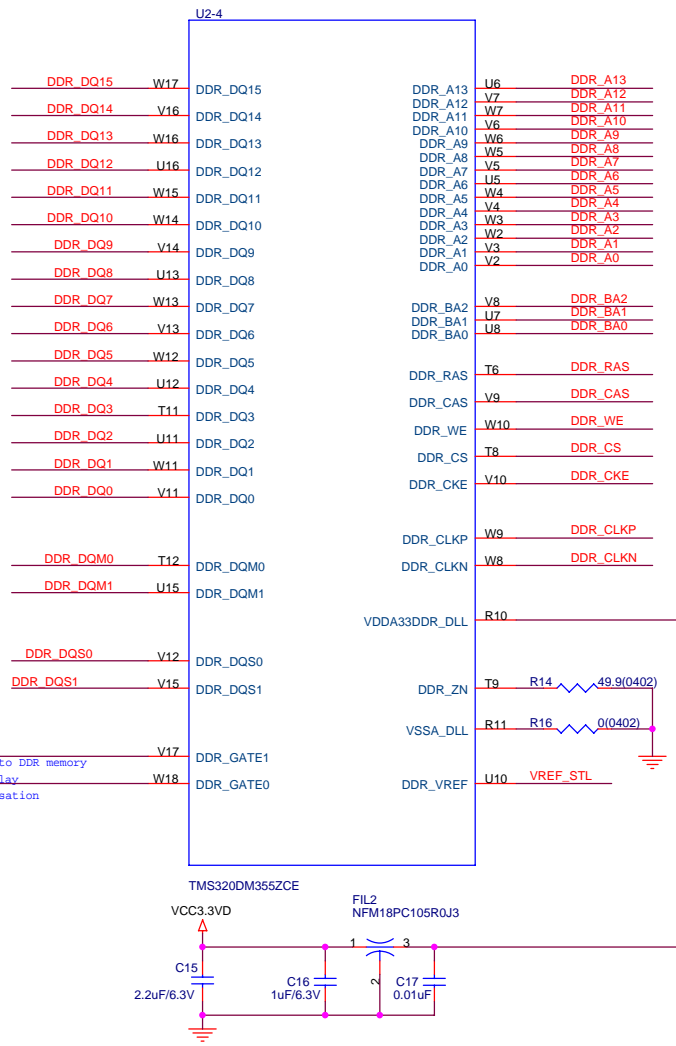 U2-4
DDR_DQ15 W17 DDR_DQ15
DDR_DQ14 V16 DDR_DQ14
DDR_DQ13 W16 DDR_DQ13
DDR_DQ12 U16 DDR_DQ12
DDR_DQ11 W15 DDR_DQ11
DDR_DQ10 W14 DDR_DQ10
DDR_DQ9 V14 DDR_DQ9
DDR_DQ8 U13 DDR_DQ8
DDR_DQ7 W13 DDR_DQ7
DDR_DQ6 V13 DDR_DQ6
DDR_DQ5 W12 DDR_DQ5
DDR_DQ4 U12 DDR_DQ4
DDR_DQ3 T11 DDR_DQ3
DDR_DQ2 U11 DDR_DQ2
DDR_DQ1 W11 DDR_DQ1
DDR_DQ0 V11 DDR_DQ0
DDR_DQM0 T12 DDR_DQM0
DDR_DQM1 U15 DDR_DQM1
DDR_DQS0 V12 DDR_DQS0
DDR_DQS1 V15 DDR_DQS1
V17 DDR_GATE1
to DDR memory
lay
W18 DDR_GATE0
sation
DDR_A13 U6 DDR_A13
DDR_A12 V7 DDR_A12
DDR_A11 W7 DDR_A11
DDR_A10 V6 DDR_A10
DDR_A9 W6 DDR_A9
DDR_A8 W5 DDR_A8
DDR_A7 V5 DDR_A7
DDR_A6 U5 DDR_A6
DDR_A5 W4 DDR_A5
DDR_A4 V4 DDR_A4
DDR_A3 W3 DDR_A3
DDR_A2 W2 DDR_A2
DDR_A1 V3 DDR_A1
DDR_A0 V2 DDR_A0
DDR_BA2 V8 DDR_BA2
DDR_BA1 U7 DDR_BA1
DDR_BA0 U8 DDR_BA0
DDR_RAS T6 DDR_RAS
DDR_CAS V9 DDR_CAS
DDR_WE W10 DDR_WE
DDR_CS T8 DDR_CS
DDR_CKE V10 DDR_CKE
DDR_CLKP W9 DDR_CLKP
DDR_CLKN W8 DDR_CLKN
VDDA33DDR_DLL R10
DDR_ZN T9 R14 49.9(0402)
VSSA_DLL R11 R16 0(0402)
DDR_VREF U10 VREF_STL
TMS320DM355ZCE
VCC3.3VD
FIL2
NFM18PC105R0J3
1 3
2
C15
2.2uF/6.3V
C16
1uF/6.3V
C17
0.01uF